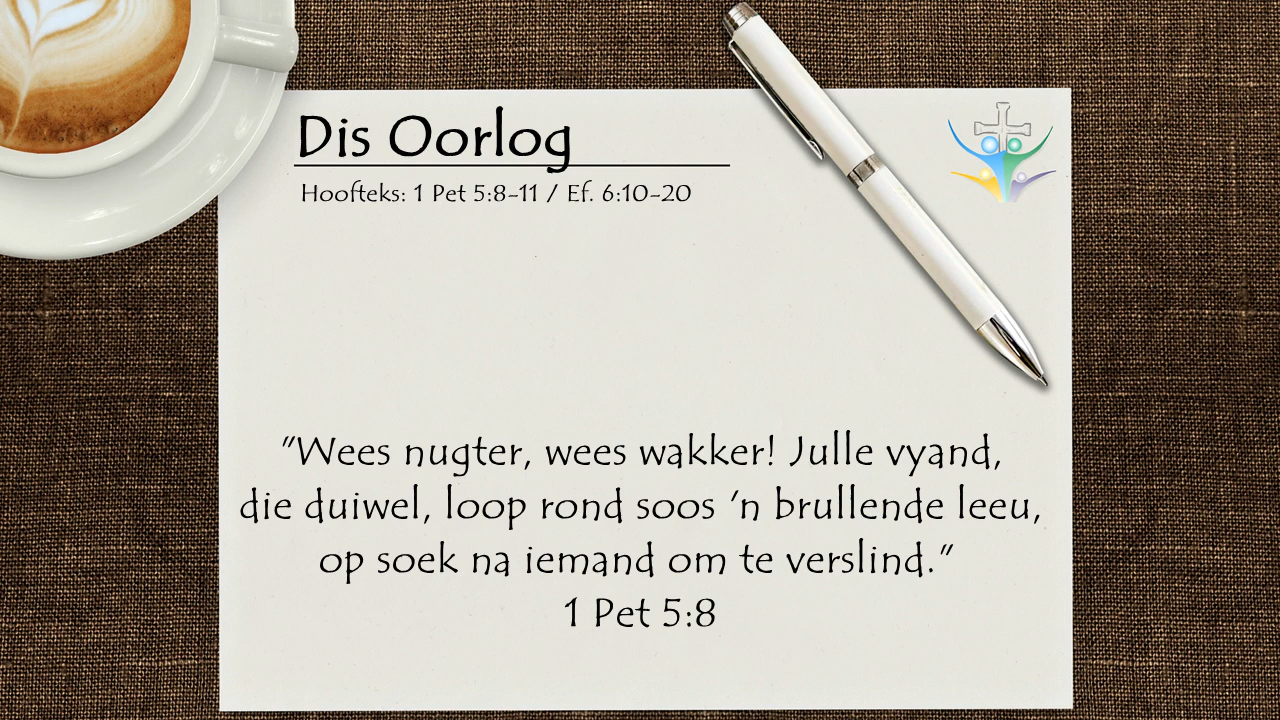 Dis Oorlog
Hoofteks: 1 Pet 5:8-11 / Ef. 6:10-20
"Wees nugter, wees wakker! Julle vyand,
die duiwel, loop rond soos 'n brullende leeu,
op soek na iemand om te verslind."
1 Pet 5:8